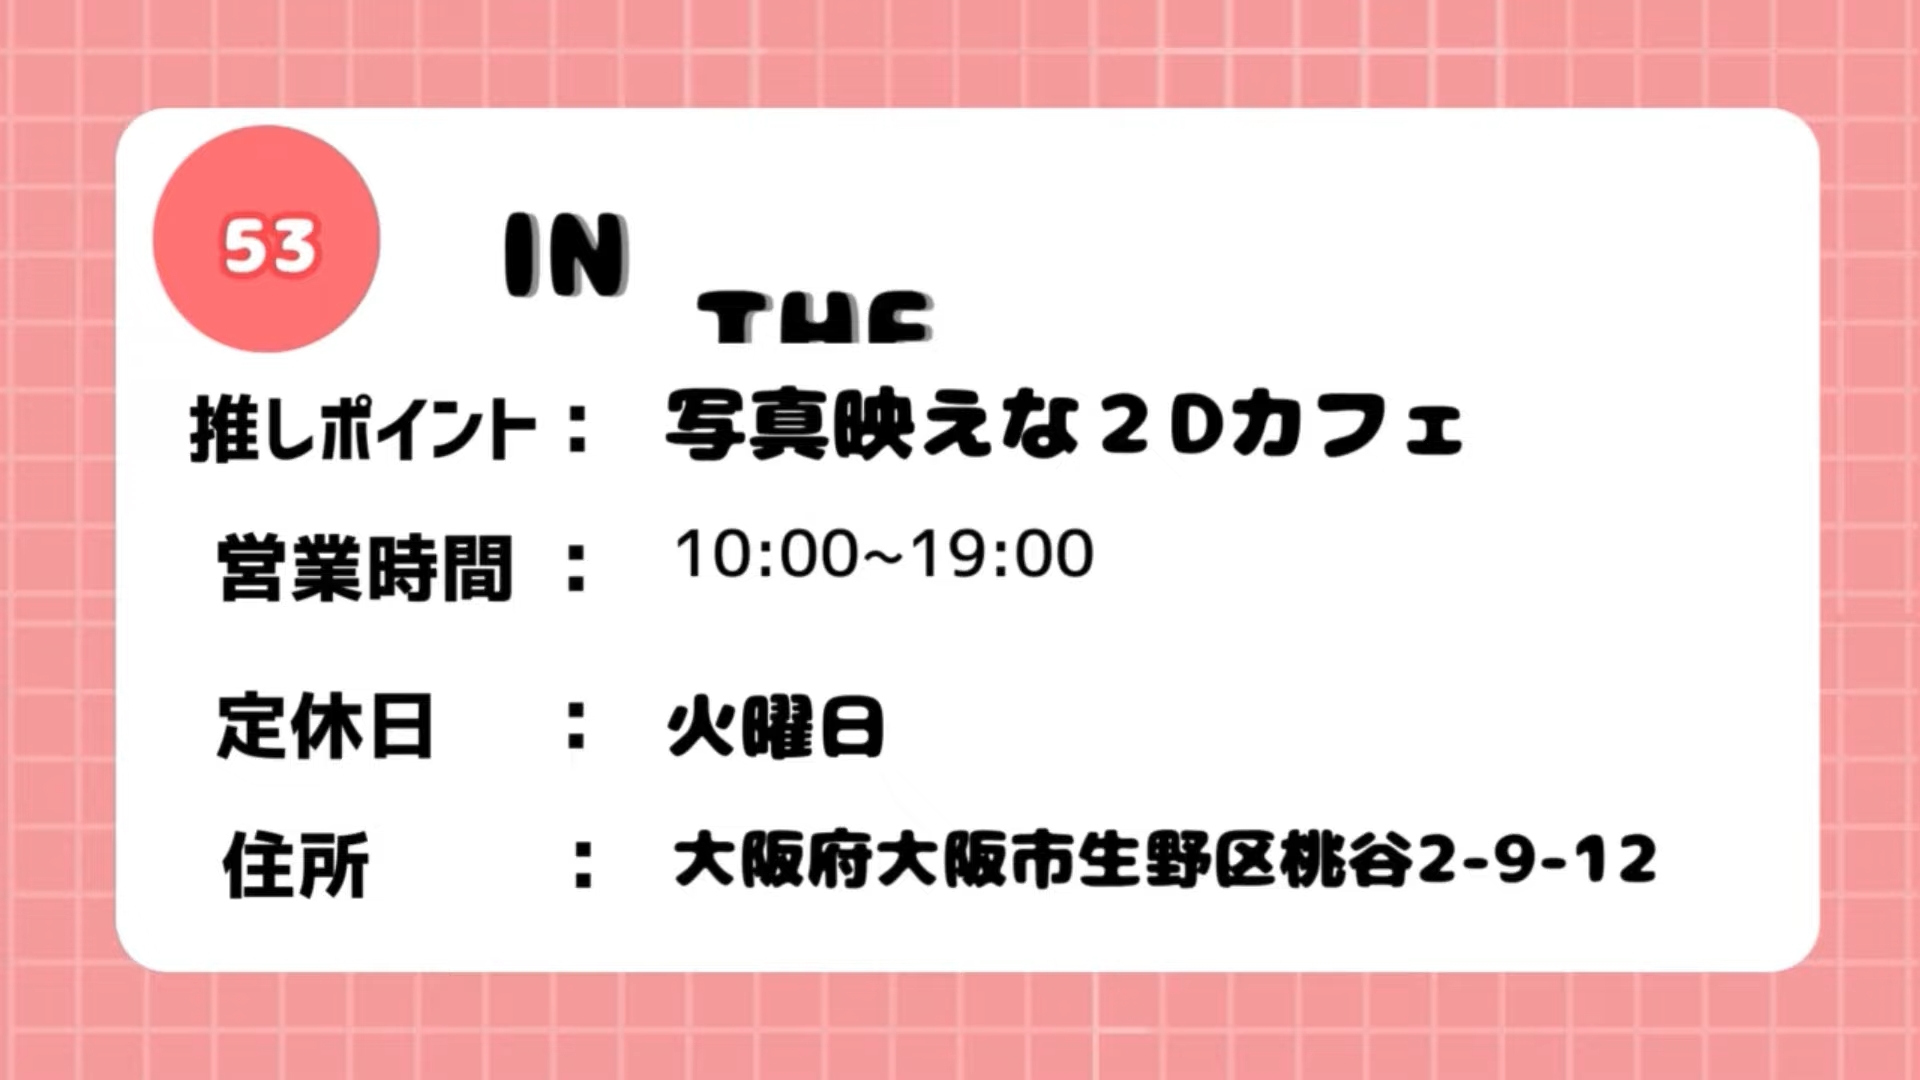 53
IN THE
推しポイント： 写真映えな２Dカフェ
営業時間 ： 10:00~19:00
定休日 ： 火曜日
住所 ： 大阪府大阪市生野区桃谷2-9-12